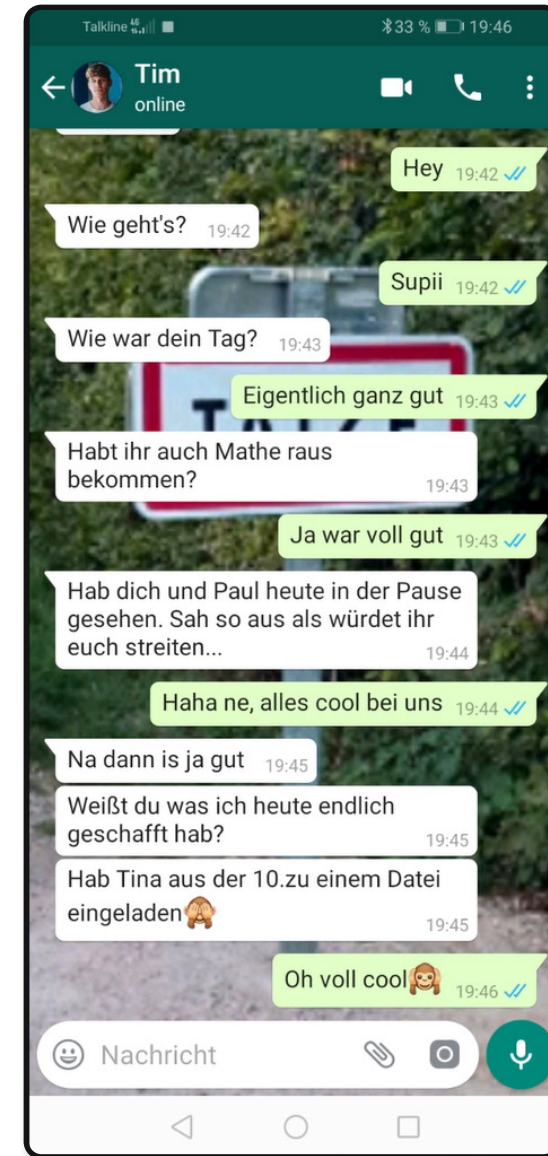 Talkline 33 % 19:46
Tim
online
Hey 19:42
Wie geht's? 19:42
Supii 19:42
Wie war dein Tag? 19:43
Eigentlich ganz gut 19:43
Habt ihr auch Mathe raus
bekommen? 19:43
Ja war voll gut 19:43
Hab dich und Paul heute in der Pause
gesehen. Sah so aus als würdet ihr
euch streiten... 19:44
Haha ne, alles cool bei uns 19:44
Na dann is ja gut 19:45
Weißt du was ich heute endlich
geschafft hab? 19:45
Hab Tina aus der 10.zu einem Datei
eingeladen🙈 19:45
Oh voll cool🙊 19:46
Nachricht